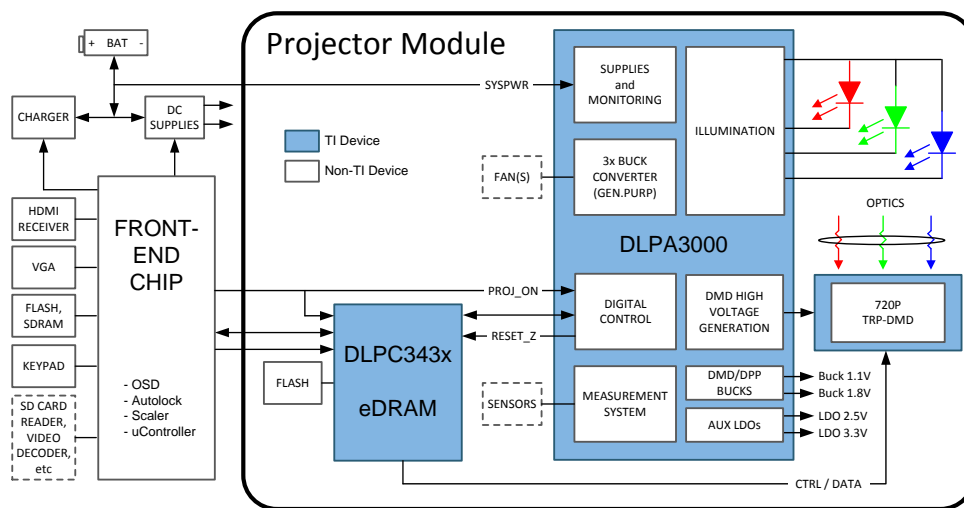 Projector Module
+ BAT -
SYSPWR
CHARGER
DC
SUPPLIES
SUPPLIES
and
MONITORING
ILLUMINATION
TI Device
Non-TI Device
FAN(S)
3x BUCK
CONVERTER
(GEN.PURP)
HDMI
RECEIVER
VGA
FLASH,
SDRAM
KEYPAD
SD CARD
READER,
VIDEO
DECODER,
etc
FRONT-
END
CHIP
- OSD
- Autolock
- Scaler
- uController
DLPA3000
OPTICS
PROJ_ON
RESET_Z
DIGITAL
CONTROL
DMD HIGH
VOLTAGE
GENERATION
720P
TRP-DMD
DLPC343x
eDRAM
FLASH
SENSORS
MEASUREMENT
SYSTEM
DMD/DPP
BUCKS
AUX LDOs
Buck 1.1V
Buck 1.8V
LDO 2.5V
LDO 3.3V
CTRL / DATA